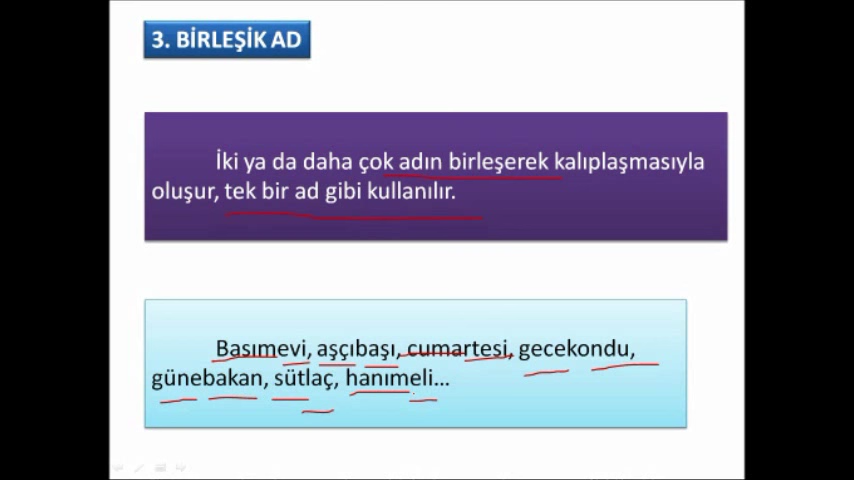 3. BİRLEŞİK AD
İki ya da daha çok adın birleşerek kalıplaşmasıyla
oluşur, tek bir ad gibi kullanılır.
Basımevi, aşçıbaşı, cumartesi, gecekondu,
günebakan, sütlaç, hanımeli...